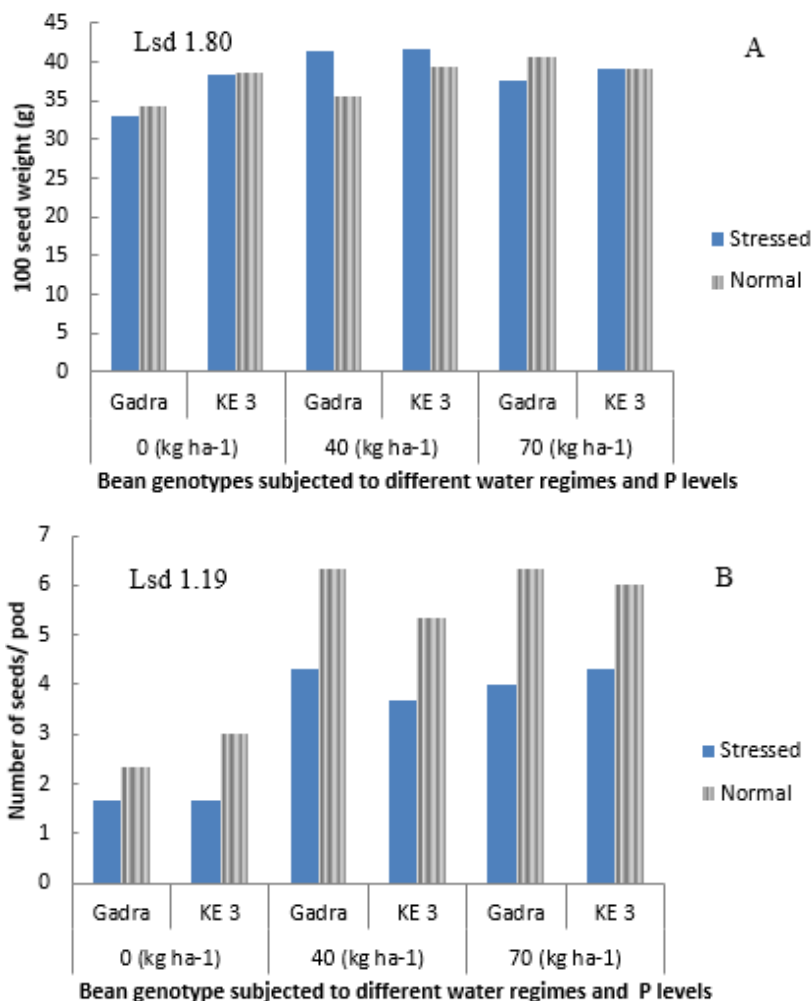 45
40
35
30
25
20
15
10
5
0
100 seed weight (g)
Lsd 1.80
A
Stressed
Normal
Gadra KE 3 Gadra KE 3 Gadra KE 3
0 (kg ha-1) 40 (kg ha-1) 70 (kg ha-1)
Bean genotypes subjected to different water regimes and P levels
7
6
5
4
3
2
1
0
Number of seeds/ pod
Lsd 1.19
B
Stressed
Normal
Gadra KE 3 Gadra KE 3 Gadra KE 3
0 (kg ha-1) 40 (kg ha-1) 70 (kg ha-1)
Bean genotype subjected to different water regimes and P levels